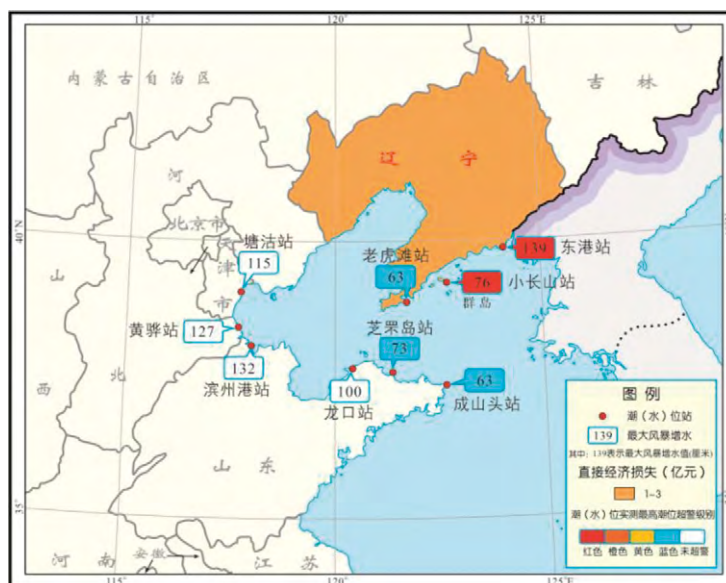 115°
120°
125°E
内蒙古自治区
吉林
辽宁
河
北京市
40°N
天
津
市
塘沽站
115
老虎滩站
63
139
东港站
76
小长山站
群岛
山
黄骅站
127
芝罘岛站
73
132
滨州港站
100
龙口站
63
成山头站
西
北
山东
35°
河南
安徽
江苏
115°
120°
125°E
图例
潮（水）位站
139
最大风暴增水
其中：139表示最大风暴增水值(厘米)
直接经济损失（亿元）
1-3
潮（水）位实测最高潮位超警级别
红色 橙色 黄色 蓝色 未超警